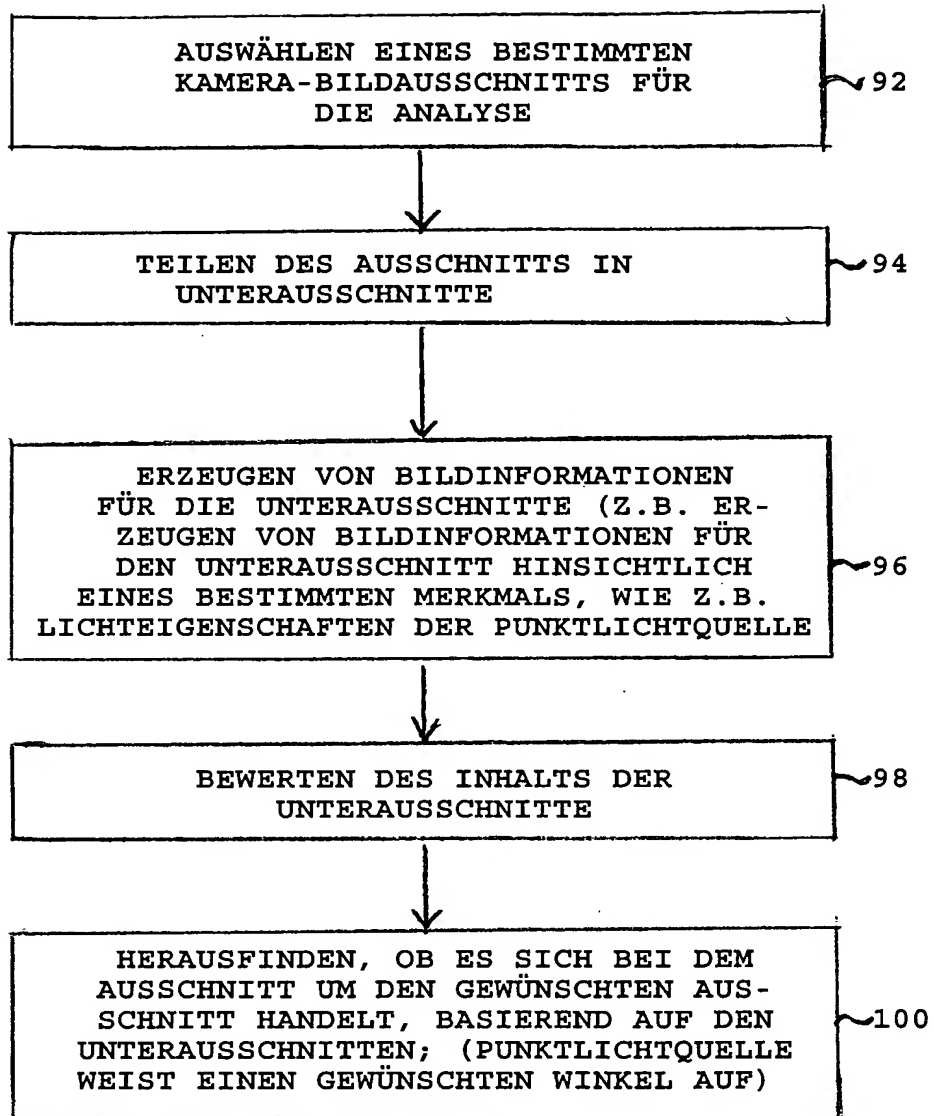 AUSWÄHLEN EINES BESTIMMTEN
KAMERA-BILDAUSSCHNITTS FÜR
DIE ANALYSE
92
TEILEN DES AUSSCHNITTS IN
UNTERAUSSCHNITTE
94
ERZEUGEN VON BILDINFORMATIONEN
FÜR DIE UNTERAUSSCHNITTE (Z.B. ER-
ZEUGEN VON BILDINFORMATIONEN FÜR
DEN UNTERAUSSCHNITT HINSICHTLICH
EINES BESTIMMTEN MERKMALS, WIE Z.B.
LICHTEIGENSCHAFTEN DER PUNKTLICHTQUELLE
96
BEWERTEN DES INHALTS DER
UNTERAUSSCHNITTE
98
HERAUSFINDEN, OB ES SICH BEI DEM
AUSSCHNITT UM DEN GEWÜNSCHTEN AUS-
SCHNITT HANDELT, BASIEREND AUF DEN
UNTERAUSSCHNITTEN; (PUNKTLICHTQUELLE
WEIST EINEN GEWÜNSCHTEN WINKEL AUF)
100